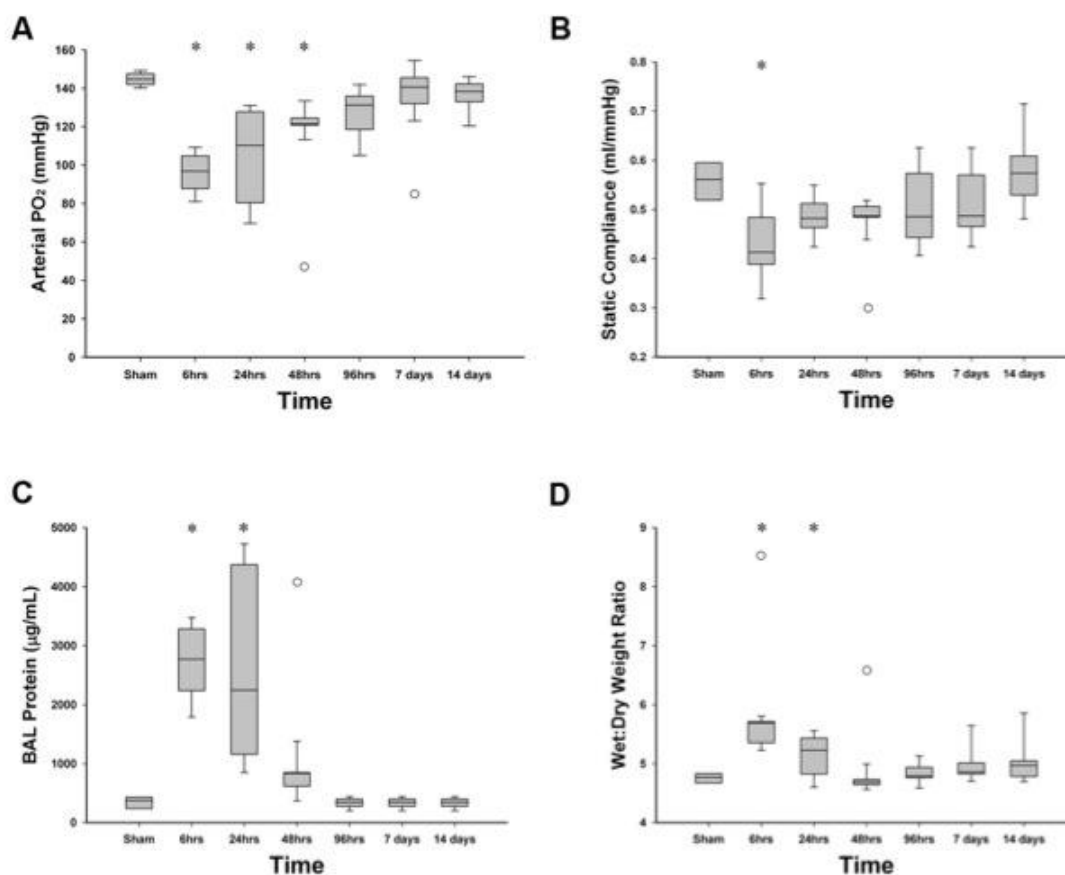 A
* * *
160
140
120
100
80
60
40
20
0
Arterial PO₂ (mmHg)
Sham 6hrs 24hrs 48hrs 96hrs 7 days 14 days
Time
B
*
0.8
0.7
0.6
0.5
0.4
0.3
0.2
Static Compliance (ml/mmHg)
Sham 6hrs 24hrs 48hrs 96hrs 7 days 14 days
Time
C
* *
5000
4000
3000
2000
1000
0
BAL Protein (µg/mL)
Sham 6hrs 24hrs 48hrs 96hrs 7 days 14 days
Time
D
* *
9
8
7
6
5
4
Wet:Dry Weight Ratio
Sham 6hrs 24hrs 48hrs 96hrs 7 days 14 days
Time